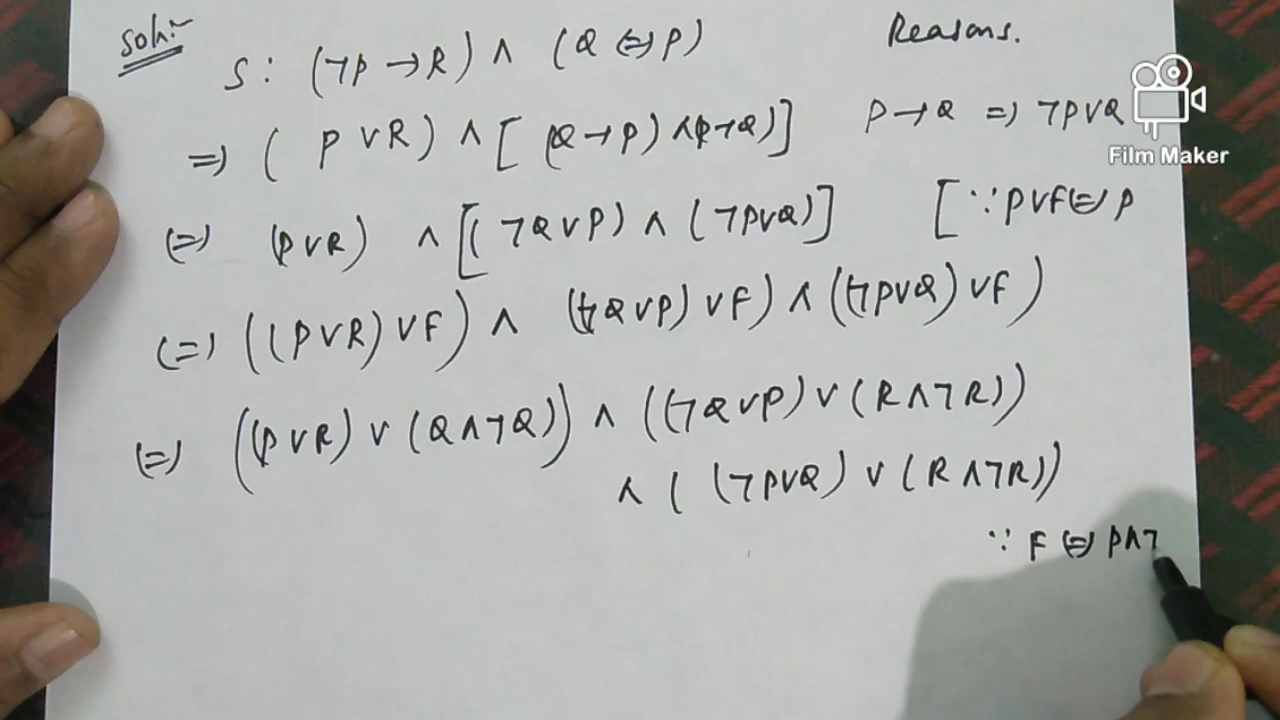 Soln:-
S: (¬P → R) ∧ (Q ⇔ P)
Reasons.
=> ( P ∨ R) ∧ [ (Q → P) ∧ (P → Q)]
P → Q => ¬P ∨ Q
Film Maker
(=) (P ∨ R) ∧ [( ¬Q ∨ P) ∧ (¬P ∨ Q)]
[ ∵ P ∨ F (=) P
(=) ((P ∨ R) ∨ F) ∧ ((¬Q ∨ P) ∨ F) ∧ ((¬P ∨ Q) ∨ F)
(=) ((P ∨ R) ∨ (Q ∧ ¬Q)) ∧ ((¬Q ∨ P) ∨ (R ∧ ¬R))
∧ ( (¬P ∨ Q) ∨ (R ∧ ¬R))
∵ F (=) P ∧ ¬